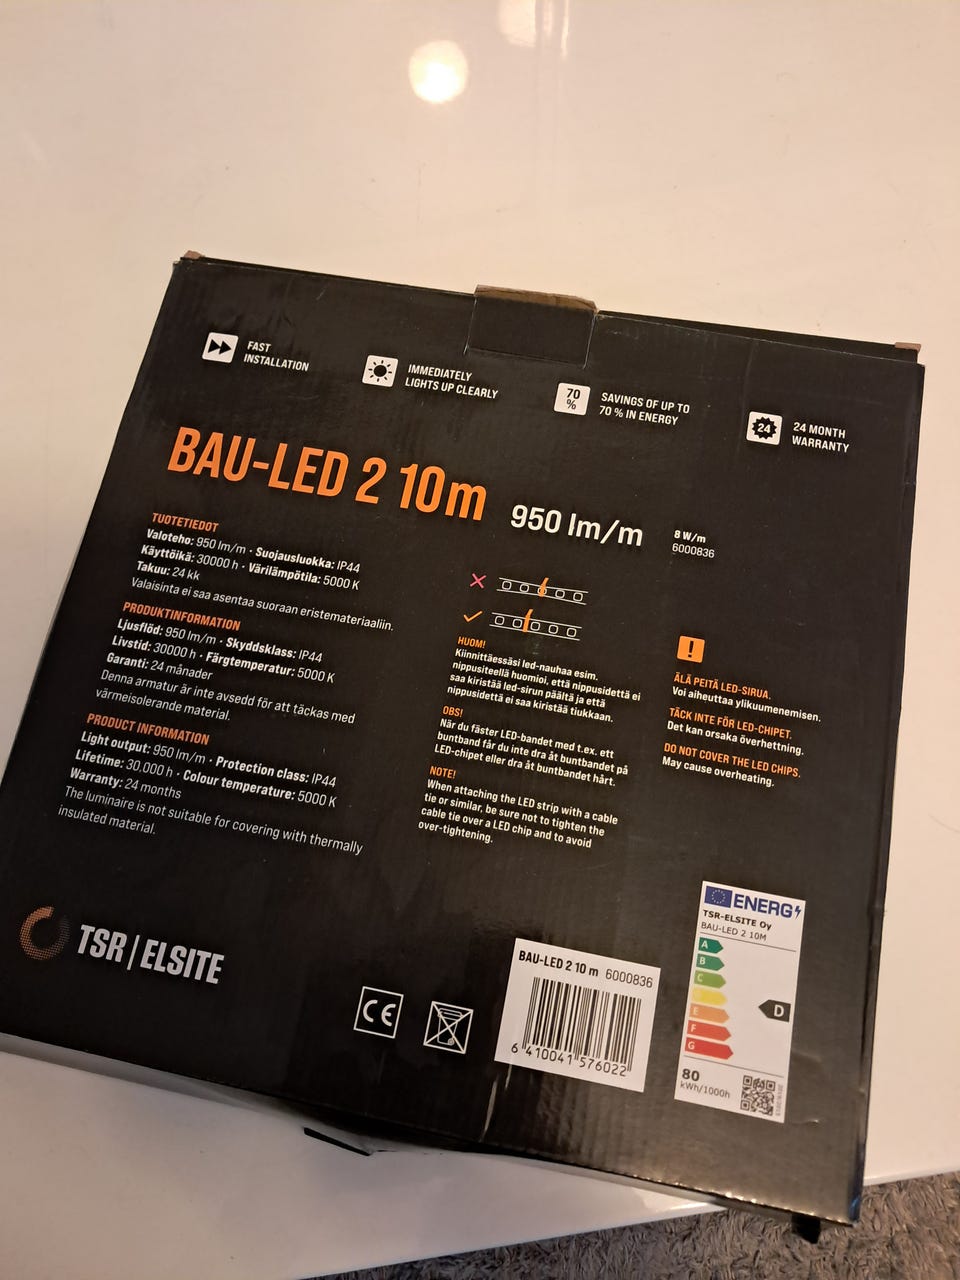 FAST
INSTALLATION
IMMEDIATELY
LIGHTS UP CLEARLY
70
%
SAVINGS OF UP TO
70 % IN ENERGY
24
24 MONTH
WARRANTY
BAU-LED 2 10m
950 lm/m
8 W/m
6000836
TUOTETIEDOT
Valoteho: 950 lm/m · Suojausluokka: IP44
Käyttöikä: 30000 h · Värilämpötila: 5000 K
Takuu: 24 kk
Valaisinta ei saa asentaa suoraan eristemateriaaliin.
PRODUKTINFORMATION
Ljusflöd: 950 lm/m · Skyddsklass: IP44
Livstid: 30000 h · Färgtemperatur: 5000 K
Garanti: 24 månader
Denna armatur är inte avsedd för att täckas med
värmeisolerande material.
PRODUCT INFORMATION
Light output: 950 lm/m · Protection class: IP44
Lifetime: 30,000 h · Colour temperature: 5000 K
Warranty: 24 months
The luminaire is not suitable for covering with thermally
insulated material.
HUOM!
Kiinnittäessäsi led-nauhaa esim.
nippusiteellä huomioi, että nippusidettä ei
saa kiristää led-sirun päältä ja että
nippusidettä ei saa kiristää tiukkaan.
OBS!
När du fäster LED-bandet med t.ex. ett
buntband får du inte dra åt buntbandet på
LED-chipet eller dra åt buntbandet hårt.
NOTE!
When attaching the LED strip with a cable
tie or similar, be sure not to tighten the
cable tie over a LED chip and to avoid
over-tightening.
!
ÄLÄ PEITÄ LED-SIRUA.
Voi aiheuttaa ylikuumenemisen.
TÄCK INTE FÖR LED-CHIPET.
Det kan orsaka överhettning.
DO NOT COVER THE LED CHIPS.
May cause overheating.
TSR | ELSITE
CE
BAU-LED 2 10 m 6000836
6 410041 576022
ENERG
TSR-ELSITE Oy
BAU-LED 2 10M
A
B
C
E
F
G
D
80
kWh/1000h